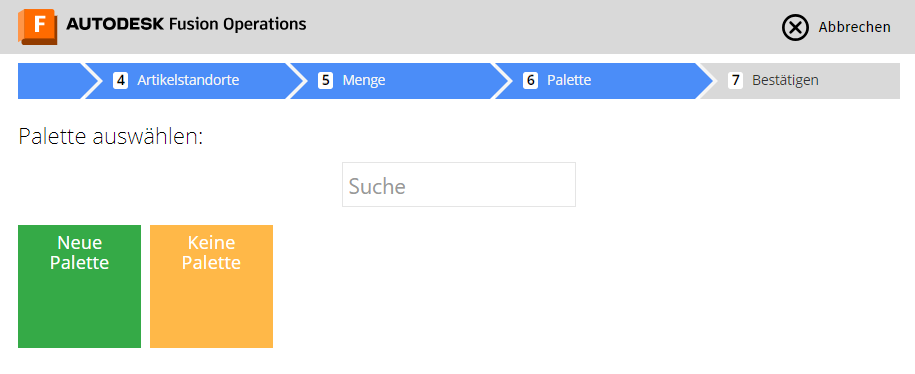 F AUTODESK Fusion Operations
Abbrechen
4 Artikelstandorte
5 Menge
6 Palette
7 Bestätigen
Palette auswählen:
Suche
Neue
Palette
Keine
Palette